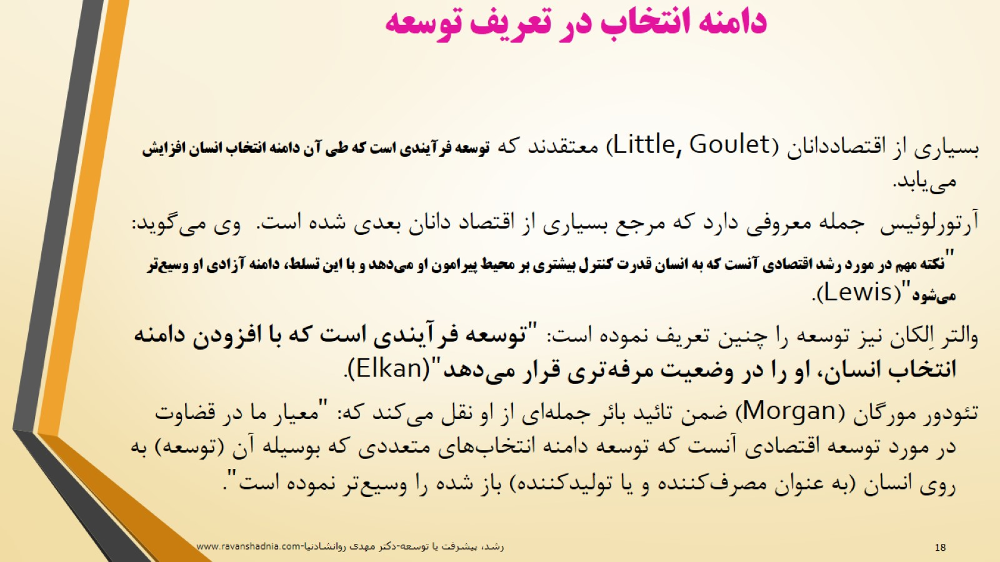 دامنه انتخاب در تعریف توسعه
بسیاری از اقتصاددانان (Little, Goulet) معتقدند که توسعه فرآیندی است که طی آن دامنه انتخاب انسان افزایش
می‌یابد.
آرتورلوئیس جمله معروفی دارد که مرجع بسیاری از اقتصاد دانان بعدی شده است. وی می‌گوید:
"نکته مهم در مورد رشد اقتصادی آنست که به انسان قدرت کنترل بیشتری بر محیط پیرامون او می‌دهد و با این تسلط، دامنه آزادی او وسیع‌تر
می‌شود"(Lewis).
والتر اِلکان نیز توسعه را چنین تعریف نموده است: "توسعه فرآیندی است که با افزودن دامنه
انتخاب انسان، او را در وضعیت مرفه‌تری قرار می‌دهد"(Elkan).
تئودور مورگان (Morgan) ضمن تائید بائر جمله‌ای از او نقل می‌کند که: "معیار ما در قضاوت
در مورد توسعه اقتصادی آنست که توسعه دامنه انتخاب‌های متعددی که بوسیله آن (توسعه) به
روی انسان (به عنوان مصرف‌کننده و یا تولیدکننده) باز شده را وسیع‌تر نموده است".
رشد، پیشرفت یا توسعه-دکتر مهدی روانشادنیا-www.ravanshadnia.com
18